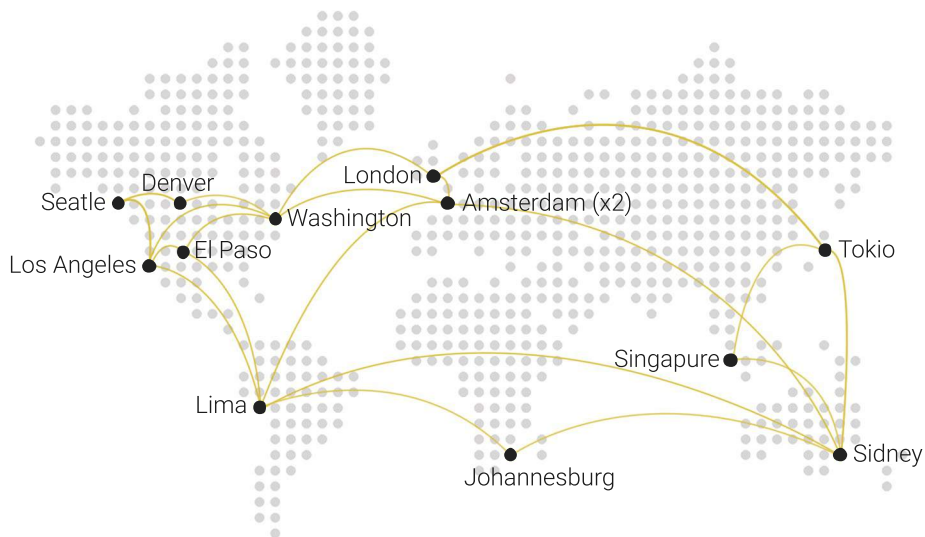 London
Denver
Seatle
Amsterdam (x2)
Washington
El Paso
Tokio
Los Angeles
Singapure
Lima
Sidney
Johannesburg